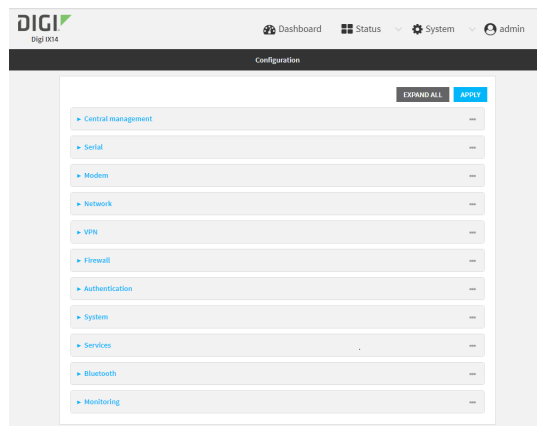 DIGI
Digi IX14
Dashboard Status System admin
Configuration
EXPAND ALL APPLY
Central management
Serial
Modem
Network
VPN
Firewall
Authentication
System
Services
Bluetooth
Monitoring